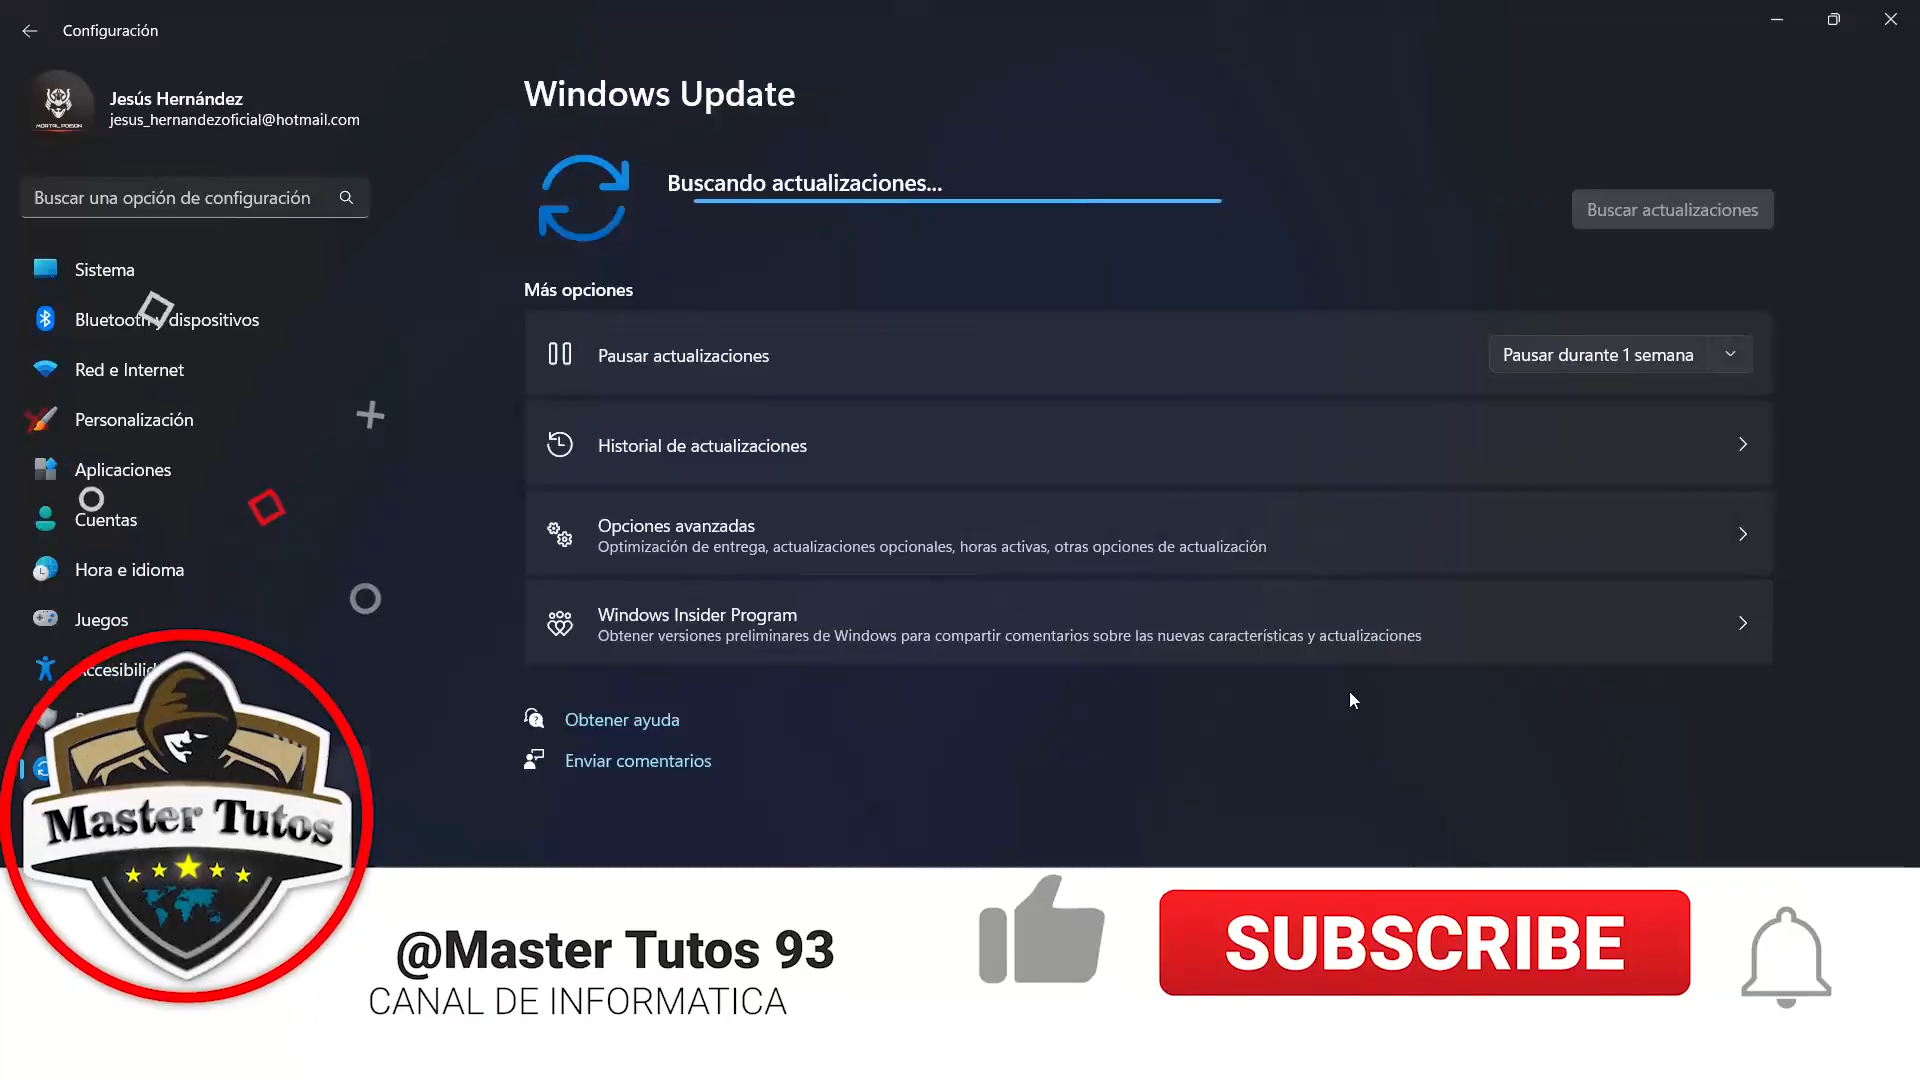 Configuración
Jesús Hernández
jesus_hernandezoficial@hotmail.com
Buscar una opción de configuración
Sistema
Bluetooth y dispositivos
Red e Internet
Personalización
Aplicaciones
Cuentas
Hora e idioma
Juegos
Windows Update
Buscando actualizaciones...
Buscar actualizaciones
Más opciones
Pausar actualizaciones
Pausar durante 1 semana
Historial de actualizaciones
Opciones avanzadas
Optimización de entrega, actualizaciones opcionales, horas activas, otras opciones de actualización
Windows Insider Program
Obtener versiones preliminares de Windows para compartir comentarios sobre las nuevas características y actualizaciones
Obtener ayuda
Enviar comentarios
Master Tutos
@Master Tutos 93
CANAL DE INFORMATICA
SUBSCRIBE